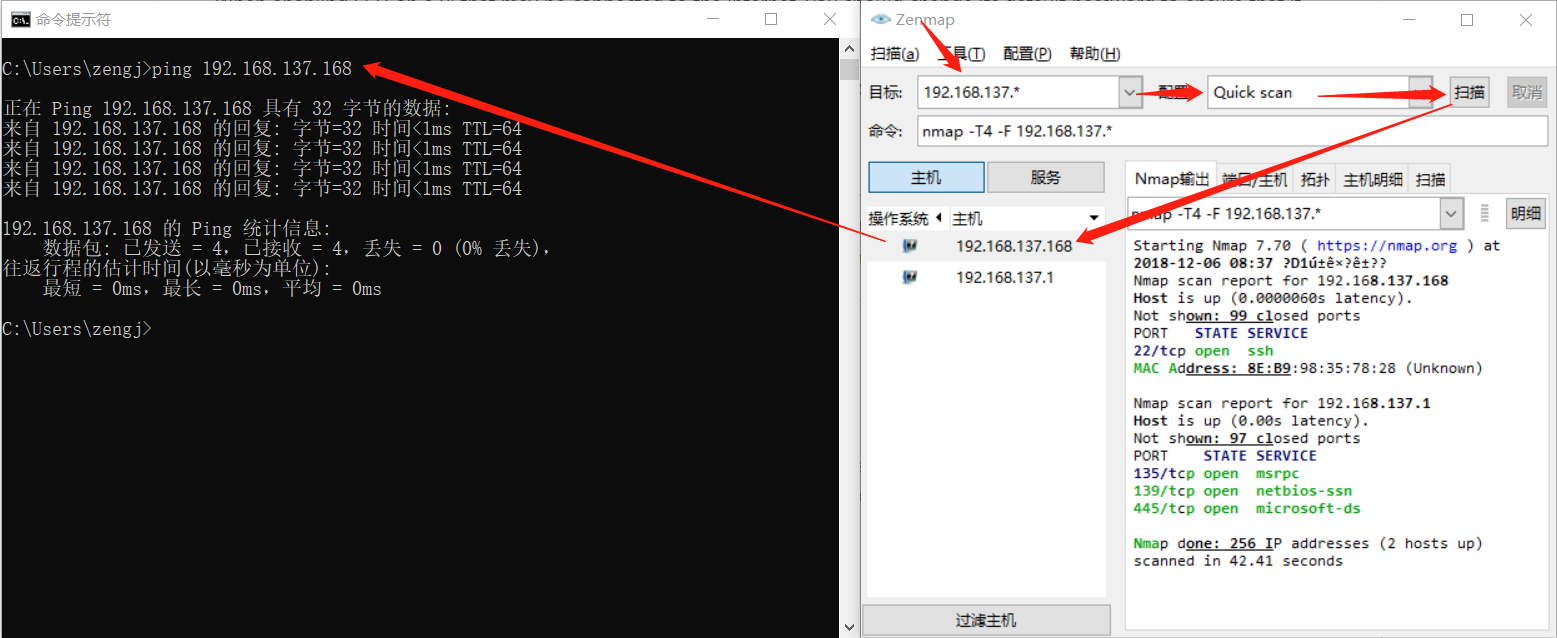 命令提示符
C:\Users\zengj>ping 192.168.137.168
正在 Ping 192.168.137.168 具有 32 字节的数据:
来自 192.168.137.168 的回复: 字节=32 时间<1ms TTL=64
来自 192.168.137.168 的回复: 字节=32 时间<1ms TTL=64
来自 192.168.137.168 的回复: 字节=32 时间<1ms TTL=64
来自 192.168.137.168 的回复: 字节=32 时间<1ms TTL=64
192.168.137.168 的 Ping 统计信息:
数据包: 已发送 = 4，已接收 = 4，丢失 = 0 (0% 丢失)，
往返行程的估计时间(以毫秒为单位):
最短 = 0ms，最长 = 0ms，平均 = 0ms
C:\Users\zengj>
Zenmap
扫描(a) 工具(T) 配置(P) 帮助(H)
目标: 192.168.137.* 配置 Quick scan 扫描 取消
命令: nmap -T4 -F 192.168.137.*
主机 服务
操作系统 主机
192.168.137.168
192.168.137.1
过滤主机
Nmap输出 端口/主机 拓扑 主机明细 扫描
nmap -T4 -F 192.168.137.* 明细
Starting Nmap 7.70 ( https://nmap.org ) at
2018-12-06 08:37 ?D1ú±ê×?ê±??
Nmap scan report for 192.168.137.168
Host is up (0.0000060s latency).
Not shown: 99 closed ports
PORT STATE SERVICE
22/tcp open ssh
MAC Address: 8E:B9:98:35:78:28 (Unknown)
Nmap scan report for 192.168.137.1
Host is up (0.00s latency).
Not shown: 97 closed ports
PORT STATE SERVICE
135/tcp open msrpc
139/tcp open netbios-ssn
445/tcp open microsoft-ds
Nmap done: 256 IP addresses (2 hosts up)
scanned in 42.41 seconds